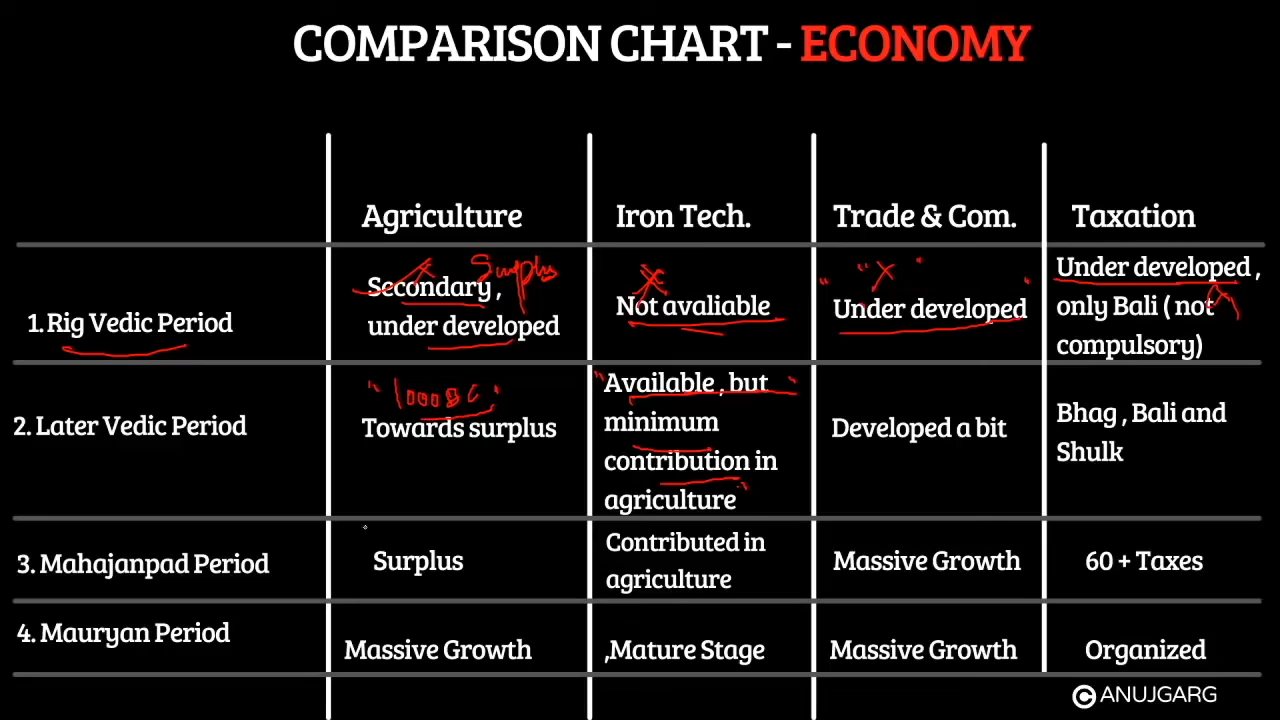 COMPARISON CHART - ECONOMY
Agriculture
Iron Tech.
Trade & Com.
Taxation
1. Rig Vedic Period
Surplus
Secondary ,
under developed
X
Not avaliable
" X "
" Under developed "
Under developed ,
only Bali ( not
compulsory)
2. Later Vedic Period
" 1000 BC "
Towards surplus
"Available , but "
minimum
contribution in
agriculture"
Developed a bit
Bhag , Bali and
Shulk
3. Mahajanpad Period
Surplus
Contributed in
agriculture
Massive Growth
60 + Taxes
4. Mauryan Period
Massive Growth
,Mature Stage
Massive Growth
Organized
© ANUJGARG